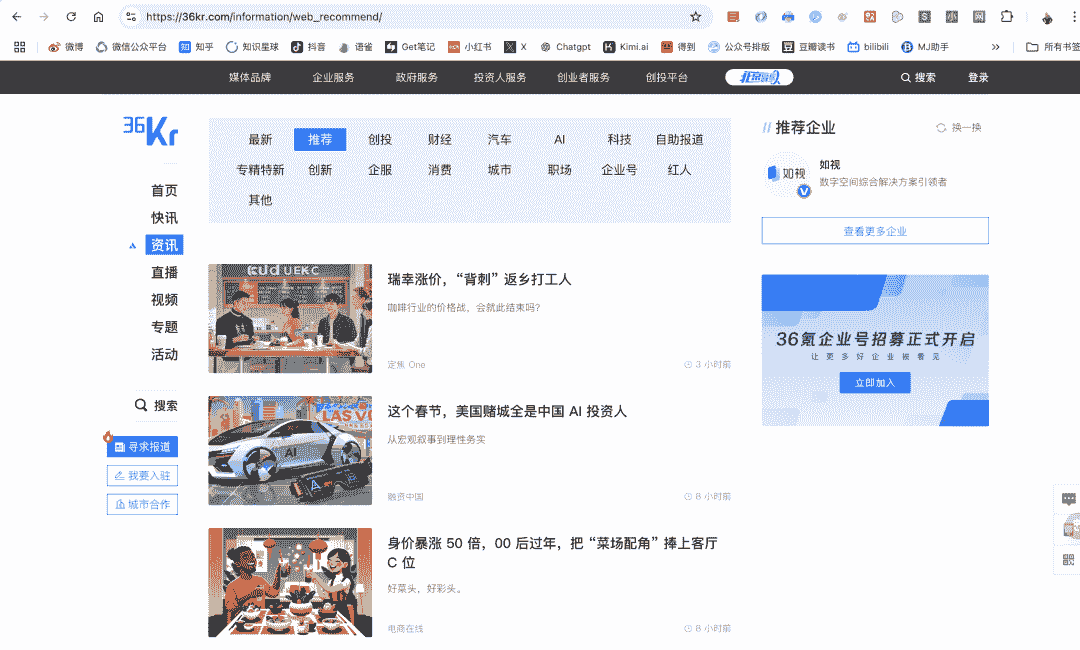 https://36kr.com/information/web_recommend/
微博
微信公众平台
知乎
知识星球
抖音
语雀
Get笔记
小红书
X
Chatgpt
Kimi.ai
得到
公众号排版
豆瓣读书
bilibili
MJ助手
所有书签
媒体品牌
企业服务
政府服务
投资人服务
创业者服务
创投平台
搜索
登录
36Kr
首页
快讯
资讯
直播
视频
专题
活动
搜索
寻求报道
我要入驻
城市合作
最新 推荐 创投 财经 汽车 AI 科技 自助报道
专精特新 创新 企服 消费 城市 职场 企业号 红人
其他
瑞幸涨价，“背刺”返乡打工人
咖啡行业的价格战，会就此结束吗？
定焦 One
3 小时前
这个春节，美国赌城全是中国 AI 投资人
从宏观叙事到理性务实
融资中国
8 小时前
AI
身价暴涨 50 倍，00 后过年，把 “菜场配角” 捧上客厅
C 位
好菜头，好彩头。
电商在线
8 小时前
推荐企业
换一换
如视
如视
数字空间综合解决方案引领者
查看更多企业
36氪企业号招募正式开启
让更多好企业被看见
立即加入